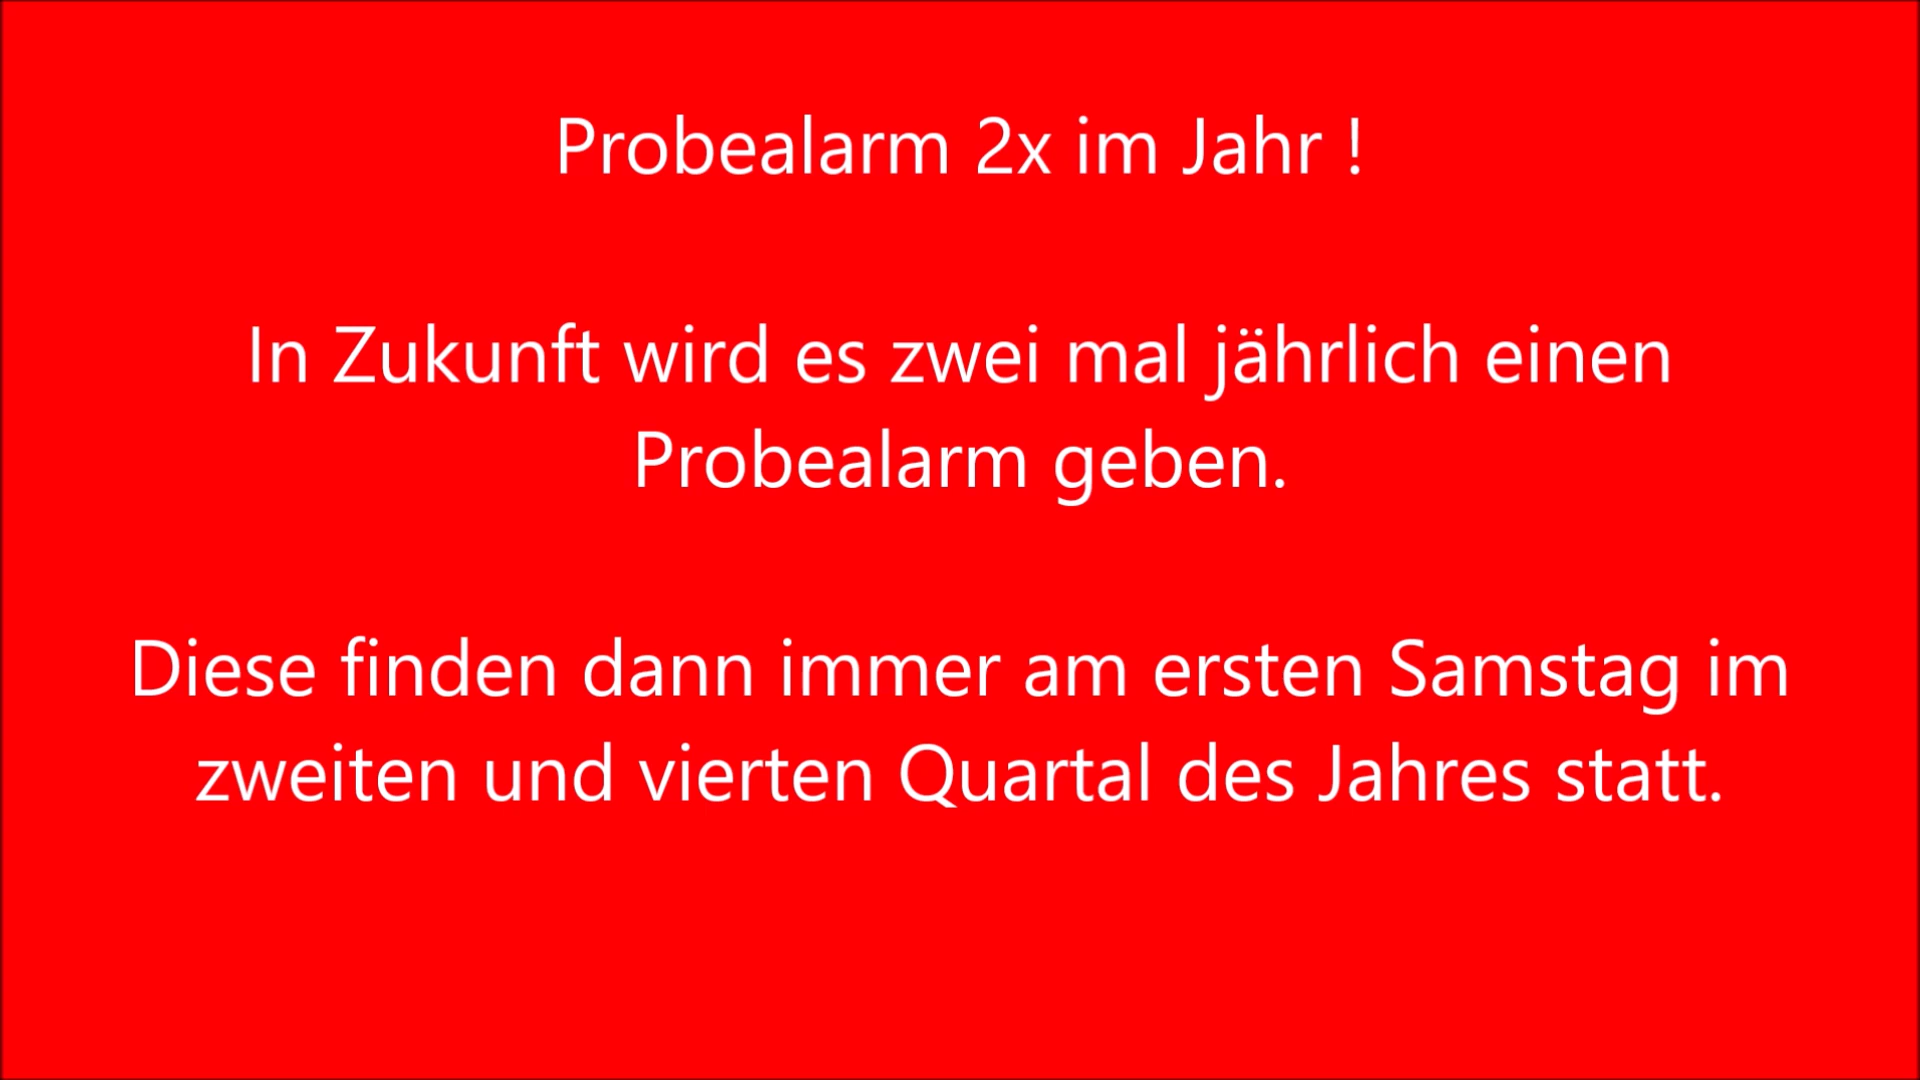 Probealarm 2x im Jahr !
In Zukunft wird es zwei mal jährlich einen
Probealarm geben.
Diese finden dann immer am ersten Samstag im
zweiten und vierten Quartal des Jahres statt.